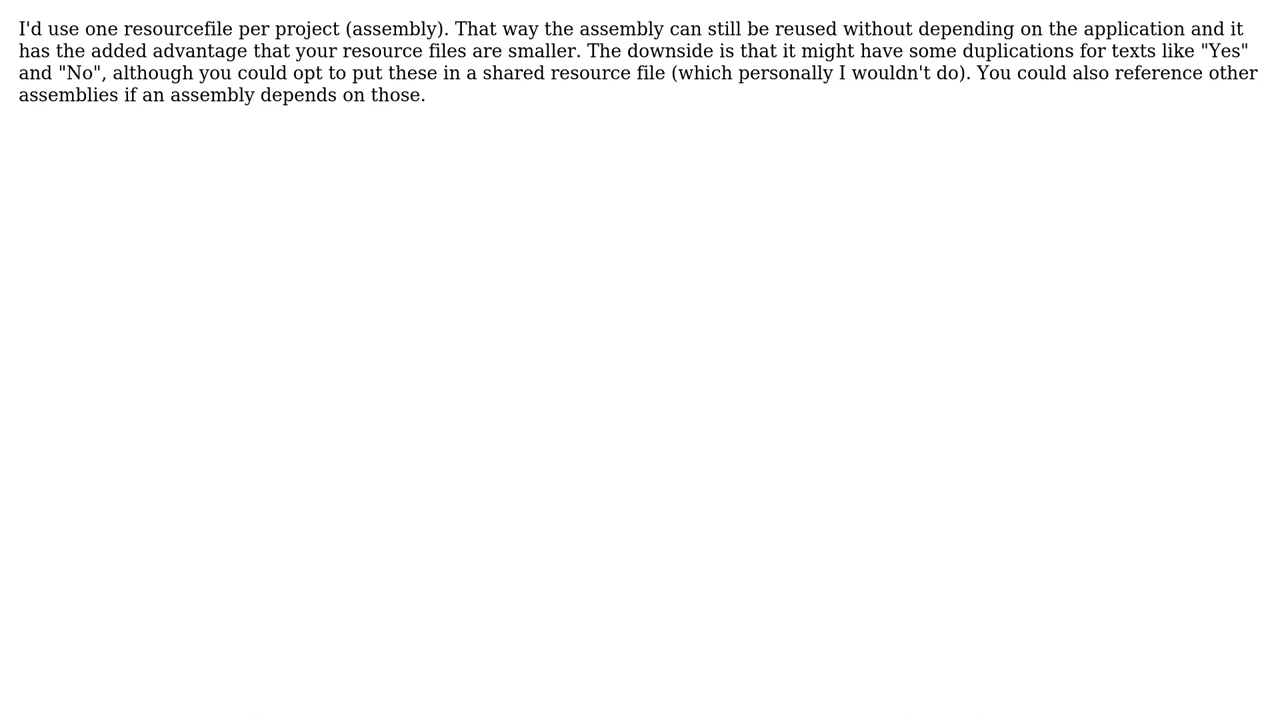 I'd use one resourcefile per project (assembly). That way the assembly can still be reused without depending on the application and it
has the added advantage that your resource files are smaller. The downside is that it might have some duplications for texts like "Yes"
and "No", although you could opt to put these in a shared resource file (which personally I wouldn't do). You could also reference other
assemblies if an assembly depends on those.